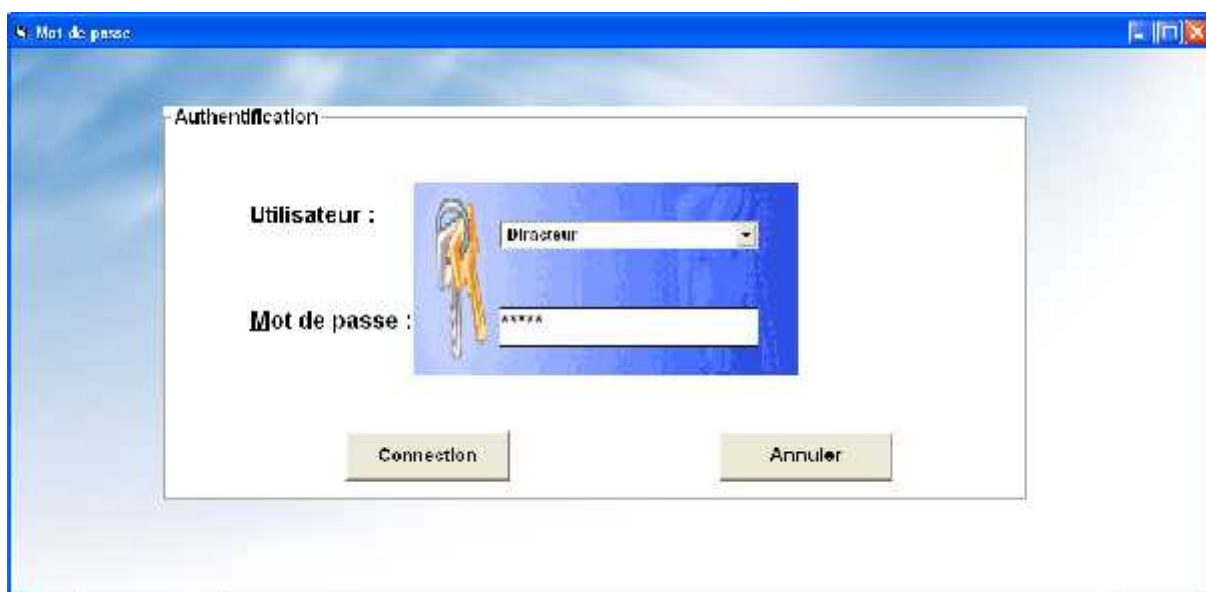 Mot de passe
Authentification
Utilisateur :
Directeur
Mot de passe :
*****
Connection
Annuler